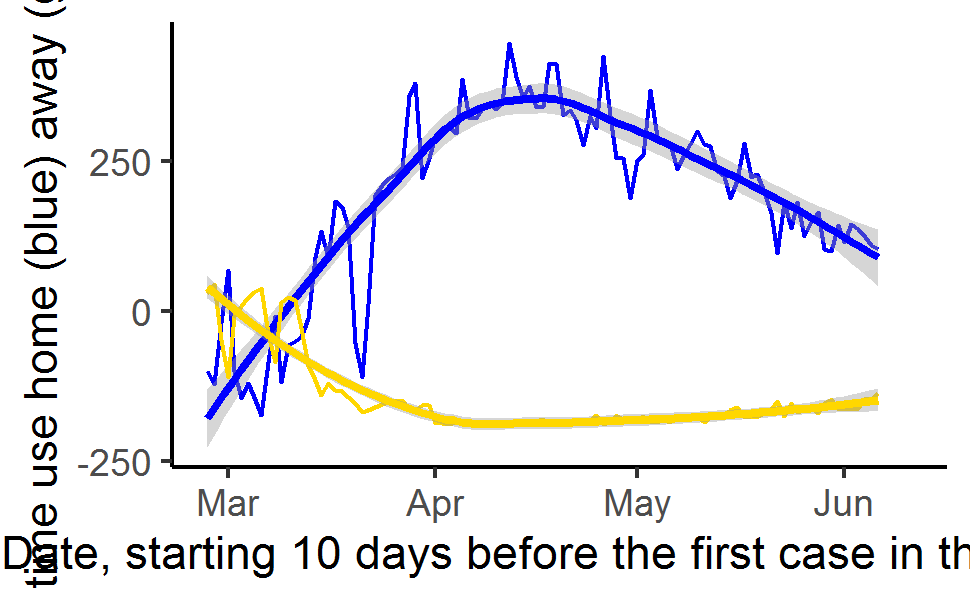 time use home (blue) away (
250
0
-250
Mar Apr May Jun
Date, starting 10 days before the first case in th